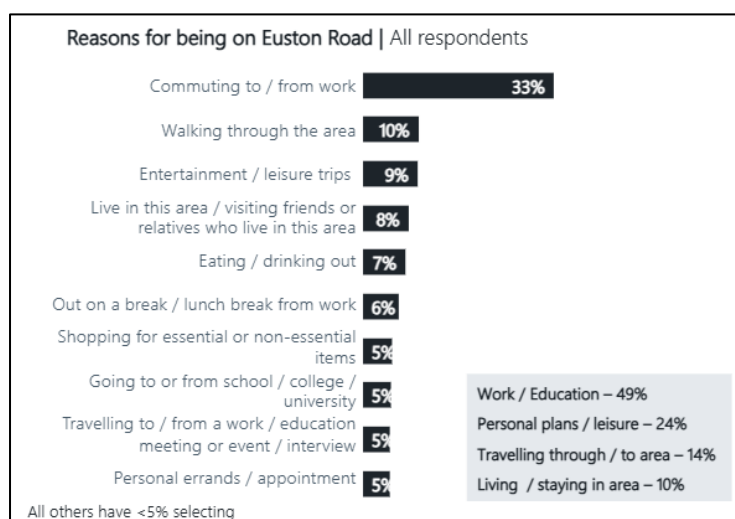 Reasons for being on Euston Road | All respondents
Commuting to / from work 33%
Walking through the area 10%
Entertainment / leisure trips 9%
Live in this area / visiting friends or
relatives who live in this area 8%
Eating / drinking out 7%
Out on a break / lunch break from work 6%
Shopping for essential or non-essential
items 5%
Going to or from school / college /
university 5%
Travelling to / from a work / education
meeting or event / interview 5%
Personal errands / appointment 5%
Work / Education – 49%
Personal plans / leisure – 24%
Travelling through / to area – 14%
Living / staying in area – 10%
All others have <5% selecting